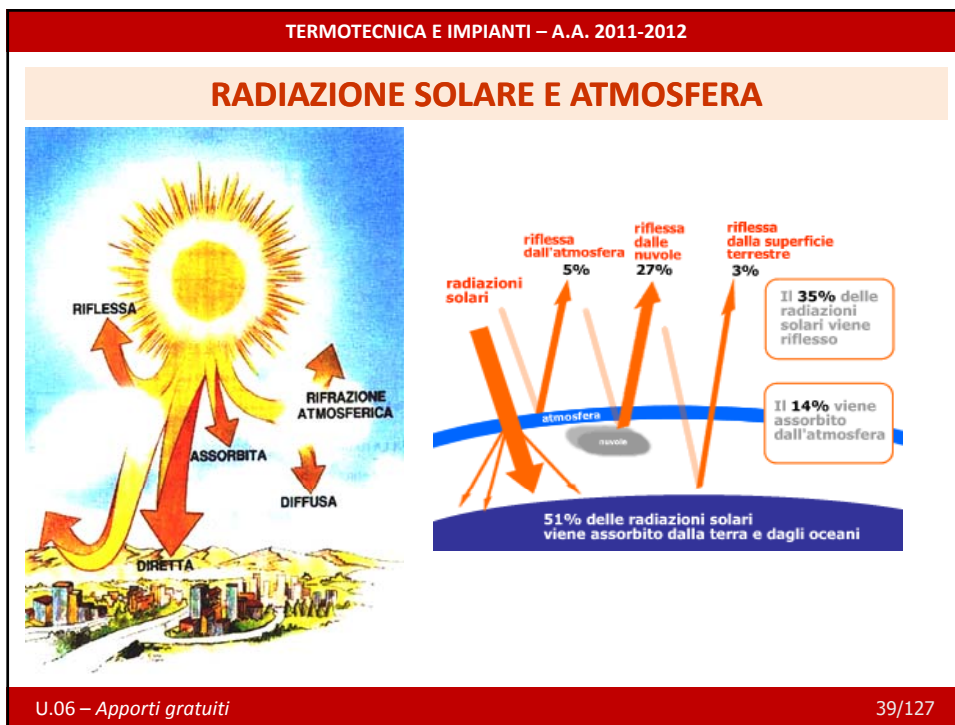 TERMOTECNICA E IMPIANTI – A.A. 2011-2012
RADIAZIONE SOLARE E ATMOSFERA
RIFLESSA
RIFRAZIONE
ATMOSFERICA
ASSORBITA
DIFFUSA
DIRETTA
radiazioni
solari
riflessa
dall'atmosfera
5%
riflessa
dalle
nuvole
27%
riflessa
dalla superficie
terrestre
3%
Il 35% delle
radiazioni
solari viene
riflesso
atmosfera
nuvole
Il 14% viene
assorbito
dall'atmosfera
51% delle radiazioni solari
viene assorbito dalla terra e dagli oceani
U.06 – Apporti gratuiti
39/127